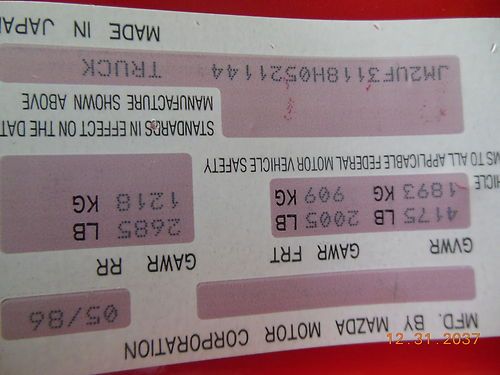 MFD. BY MAZDA MOTOR CORPORATION
05/86
GVWR GAWR FRT GAWR RR
4175 LB 2005 LB 2685 LB
1893 KG 909 KG 1218 KG
HICLE
MS TO ALL APPLICABLE FEDERAL MOTOR VEHICLE SAFETY
STANDARDS IN EFFECT ON THE DAT
MANUFACTURE SHOWN ABOVE
JM2UF3118H0521144 TRUCK
MADE IN JAPA
12.31.2037